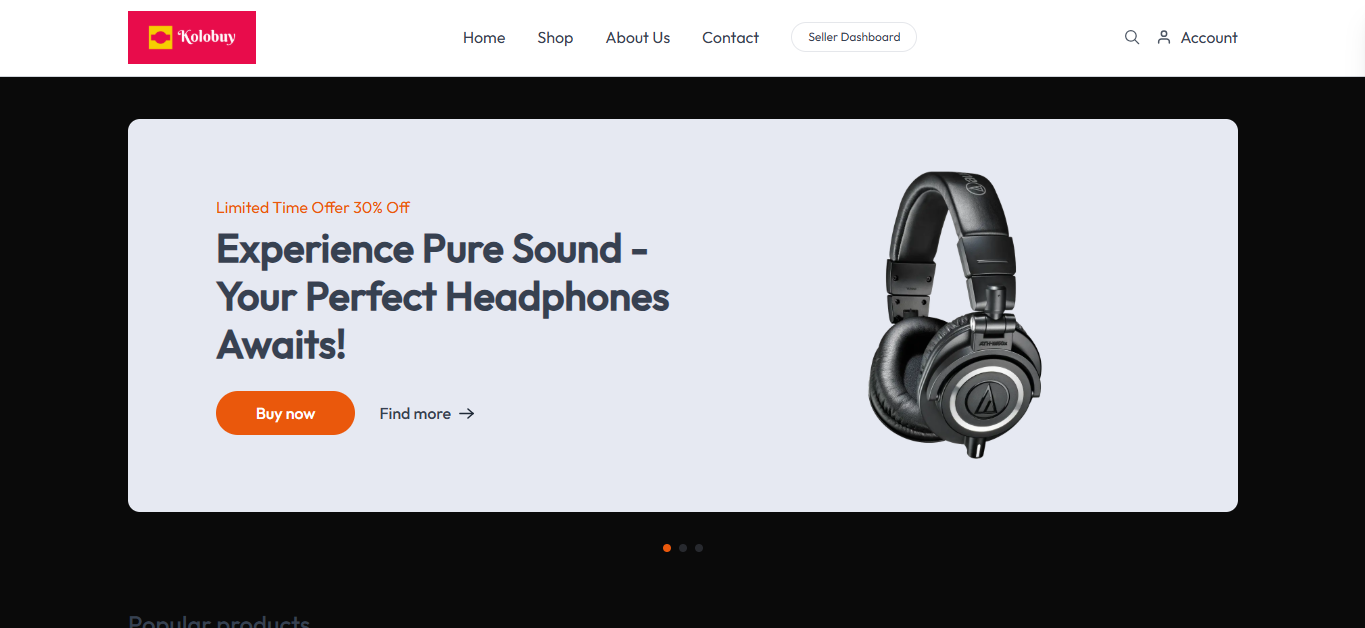 Kolobuy
Home
Shop
About Us
Contact
Seller Dashboard
Account
Limited Time Offer 30% Off
Experience Pure Sound -
Your Perfect Headphones
Awaits!
Buy now
Find more →
Popular products